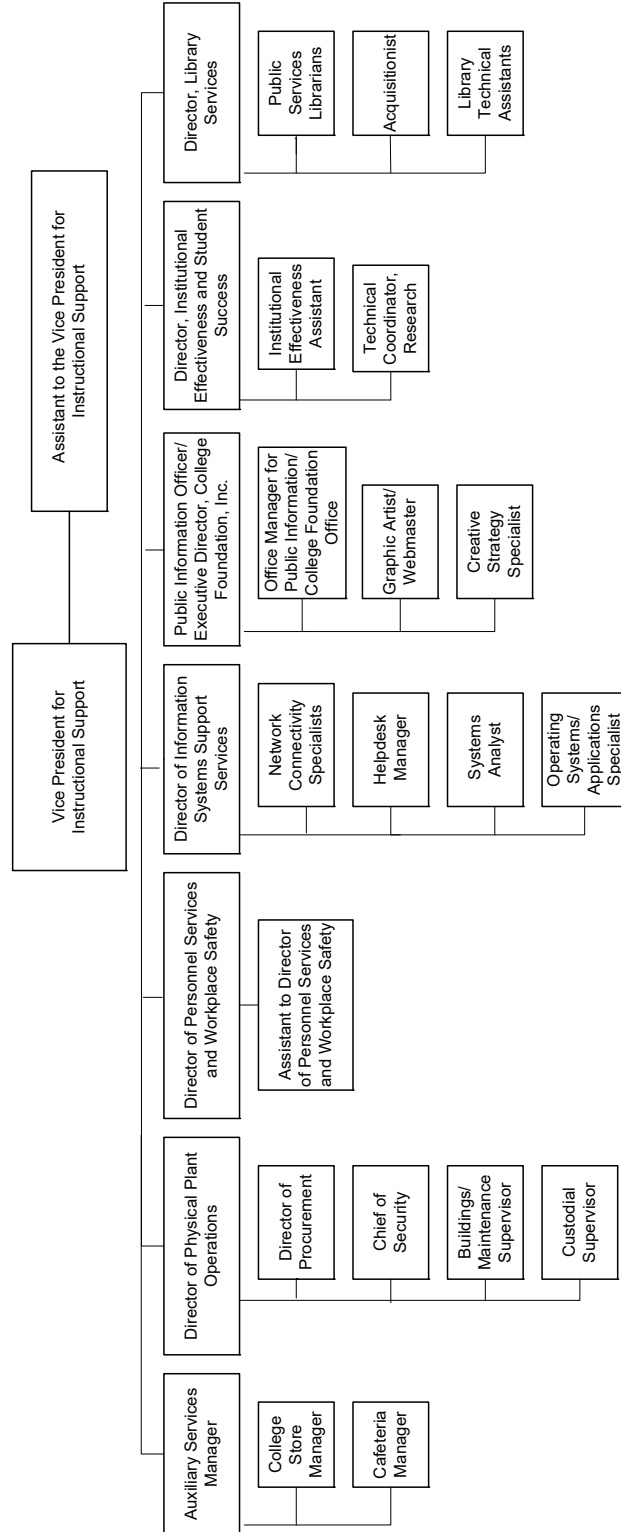 Vice President for
Instructional Support
Assistant to the Vice President for
Instructional Support
Auxiliary Services
Manager
College
Store
Manager
Cafeteria
Manager
Director of Physical Plant
Operations
Director of
Procurement
Chief of
Security
Buildings/
Maintenance
Supervisor
Custodial
Supervisor
Director of Personnel Services
and Workplace Safety
Assistant to Director
of Personnel Services
and Workplace Safety
Director of Information
Systems Support
Services
Network
Connectivity
Specialists
Helpdesk
Manager
Systems
Analyst
Operating
Systems/
Applications
Specialist
Public Information Officer/
Executive Director, College
Foundation, Inc.
Office Manager for
Public Information/
College Foundation
Office
Graphic Artist/
Webmaster
Creative
Strategy
Specialist
Director, Institutional
Effectiveness and Student
Success
Institutional
Effectiveness
Assistant
Technical
Coordinator,
Research
Director, Library
Services
Public
Services
Librarians
Acquisitionist
Library
Technical
Assistants